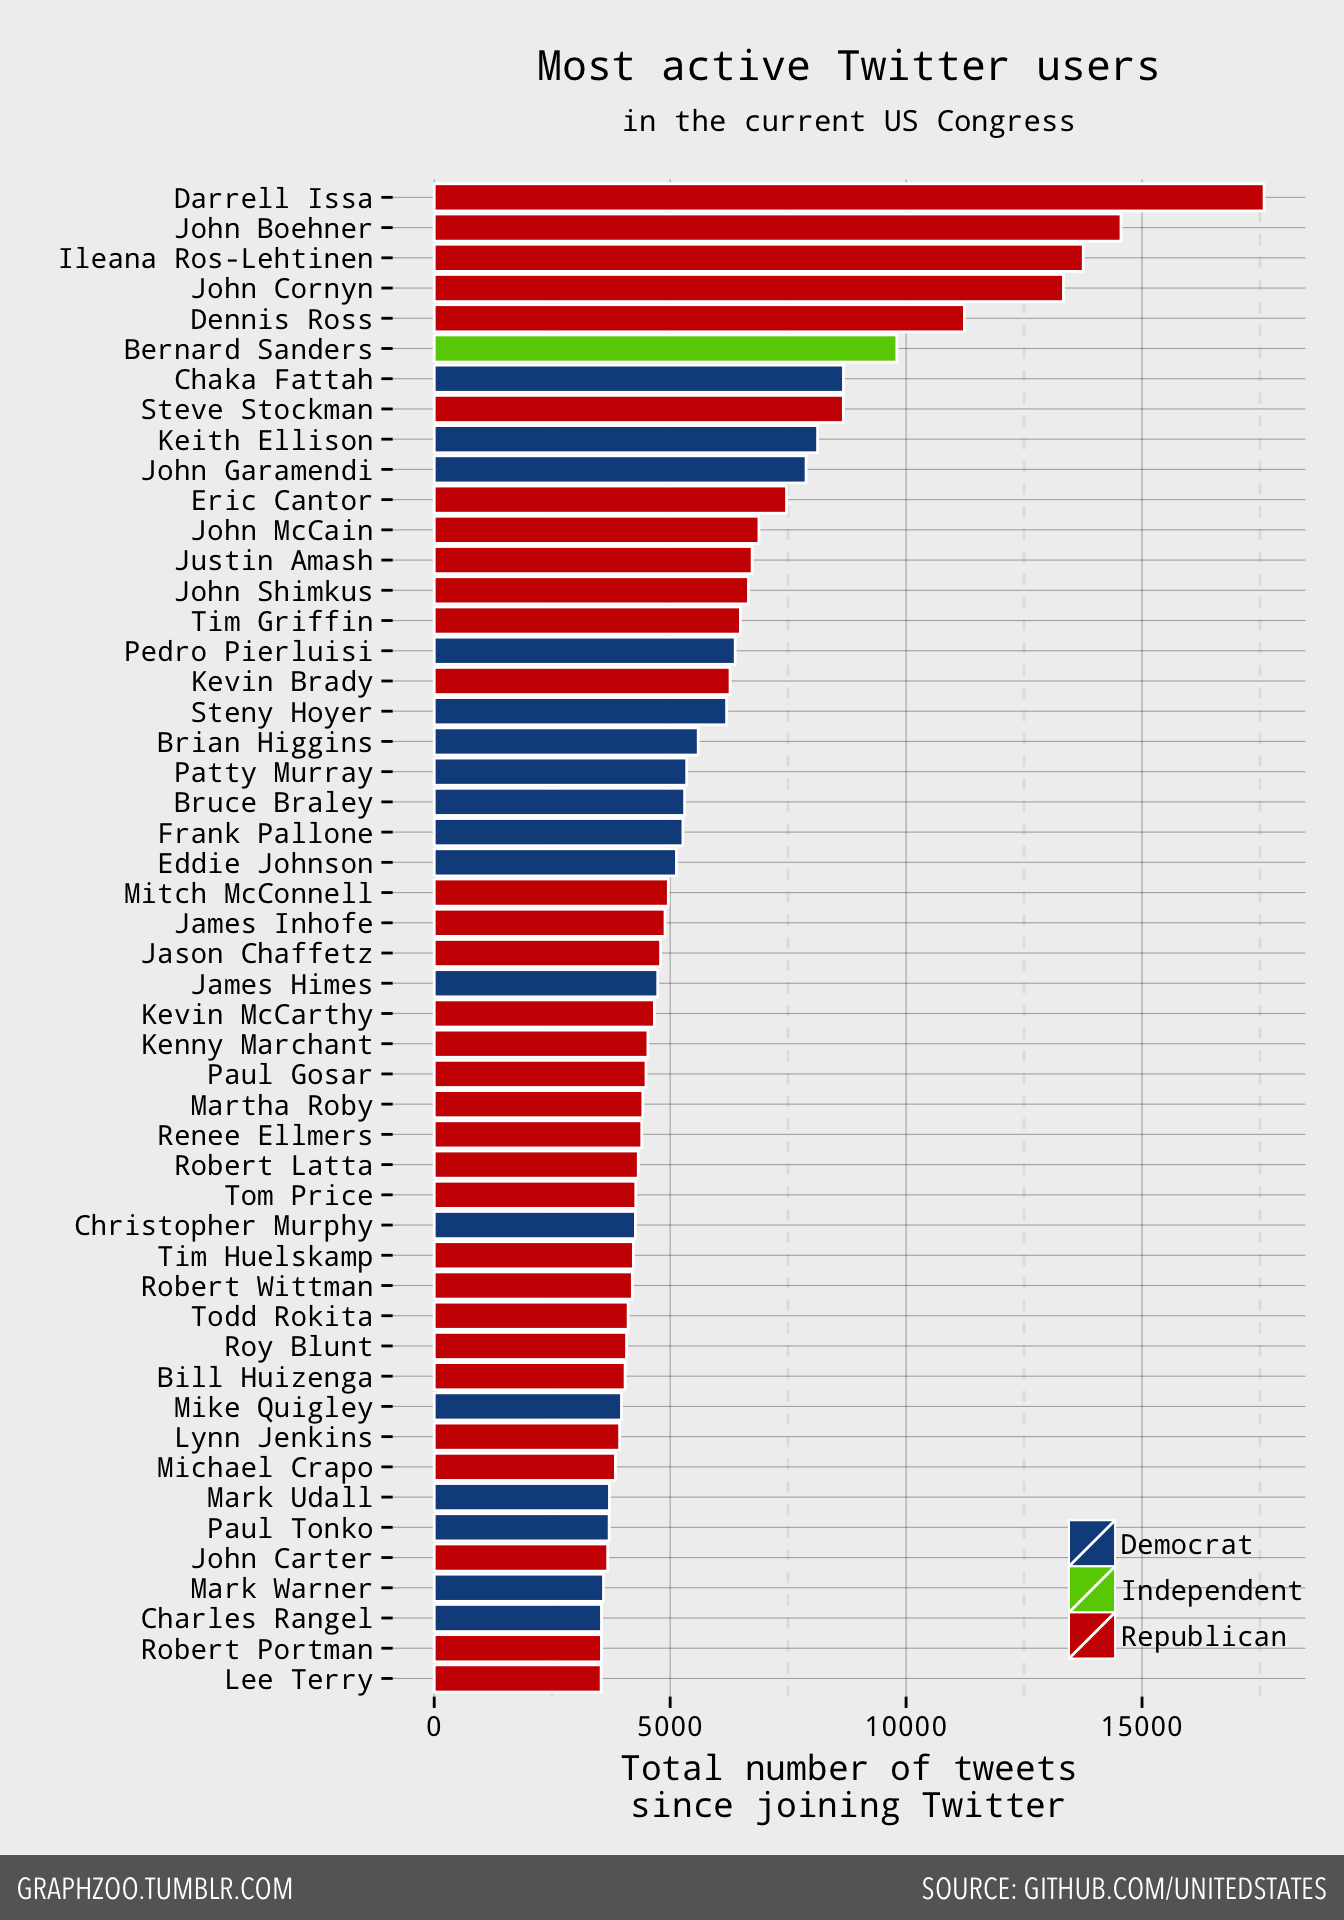 Most active Twitter users
in the current US Congress
Darrell Issa
John Boehner
Ileana Ros-Lehtinen
John Cornyn
Dennis Ross
Bernard Sanders
Chaka Fattah
Steve Stockman
Keith Ellison
John Garamendi
Eric Cantor
John McCain
Justin Amash
John Shimkus
Tim Griffin
Pedro Pierluisi
Kevin Brady
Steny Hoyer
Brian Higgins
Patty Murray
Bruce Braley
Frank Pallone
Eddie Johnson
Mitch McConnell
James Inhofe
Jason Chaffetz
James Himes
Kevin McCarthy
Kenny Marchant
Paul Gosar
Martha Roby
Renee Ellmers
Robert Latta
Tom Price
Christopher Murphy
Tim Huelskamp
Robert Wittman
Todd Rokita
Roy Blunt
Bill Huizenga
Mike Quigley
Lynn Jenkins
Michael Crapo
Mark Udall
Paul Tonko
John Carter
Mark Warner
Charles Rangel
Robert Portman
Lee Terry
Democrat
Independent
Republican
0 5000 10000 15000
Total number of tweets
since joining Twitter
GRAPHZOO.TUMBLR.COM SOURCE: GITHUB.COM/UNITEDSTATES